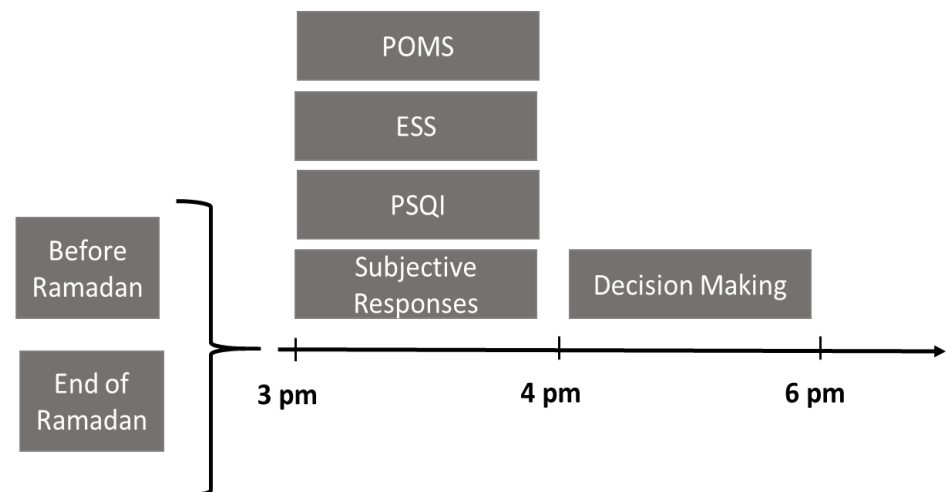 POMS
ESS
PSQI
Subjective
Responses
Decision Making
Before
Ramadan
End of
Ramadan
3 pm
4 pm
6 pm